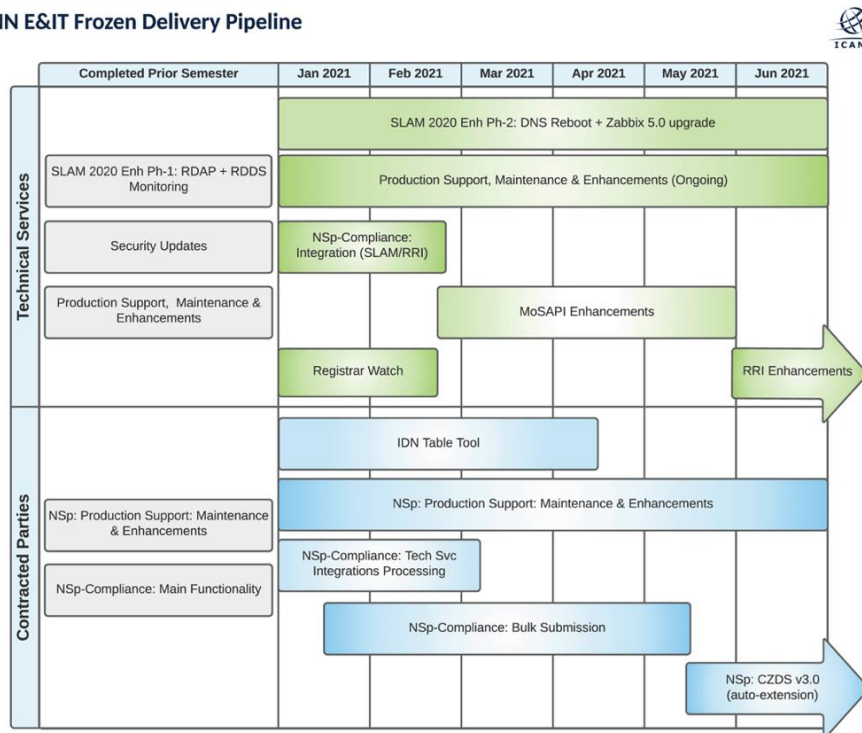 IN E&IT Frozen Delivery Pipeline
ICAN
Completed Prior Semester
Jan 2021
Feb 2021
Mar 2021
Apr 2021
May 2021
Jun 2021
Technical Services
SLAM 2020 Enh Ph-2: DNS Reboot + Zabbix 5.0 upgrade
SLAM 2020 Enh Ph-1: RDAP + RDDS
Monitoring
Production Support, Maintenance & Enhancements (Ongoing)
Security Updates
NSp-Compliance:
Integration (SLAM/RRI)
Production Support, Maintenance &
Enhancements
MoSAPI Enhancements
Registrar Watch
RRI Enhancements
Contracted Parties
IDN Table Tool
NSp: Production Support: Maintenance
& Enhancements
NSp: Production Support: Maintenance & Enhancements
NSp-Compliance: Tech Svc
Integrations Processing
NSp-Compliance: Main Functionality
NSp-Compliance: Bulk Submission
NSp: CZDS v3.0
(auto-extension)